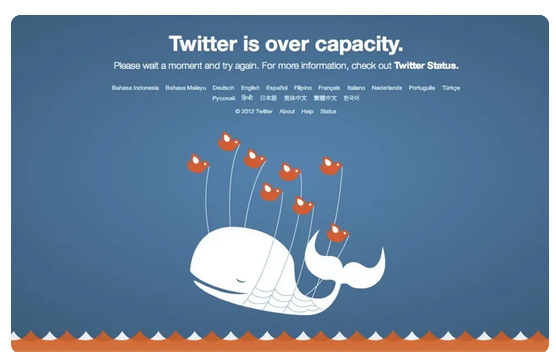 Twitter is over capacity.
Please wait a moment and try again. For more information, check out Twitter Status.
Bahasa Indonesia Bahasa Melayu Deutsch English Español Filipino Français Italiano Nederlands Português Türkçe
Русский हिन्दी 日本語 简体中文 繁體中文 한국어
© 2012 Twitter About Help Status